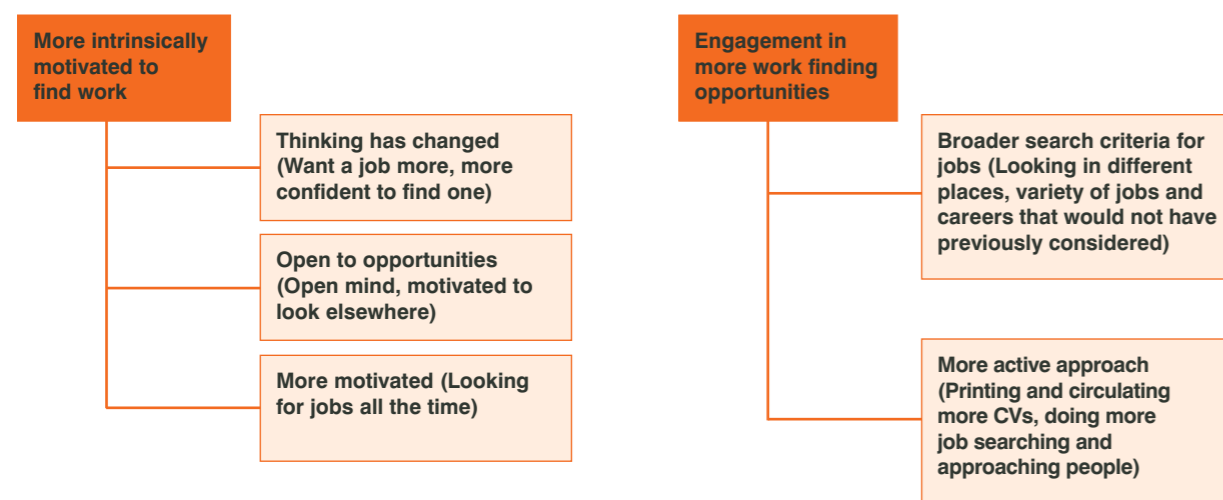 More intrinsically
motivated to
find work
Thinking has changed
(Want a job more, more
confident to find one)
Open to opportunities
(Open mind, motivated to
look elsewhere)
More motivated (Looking
for jobs all the time)
Engagement in
more work finding
opportunities
Broader search criteria for
jobs (Looking in different
places, variety of jobs and
careers that would not have
previously considered)
More active approach
(Printing and circulating
more CVs, doing more
job searching and
approaching people)